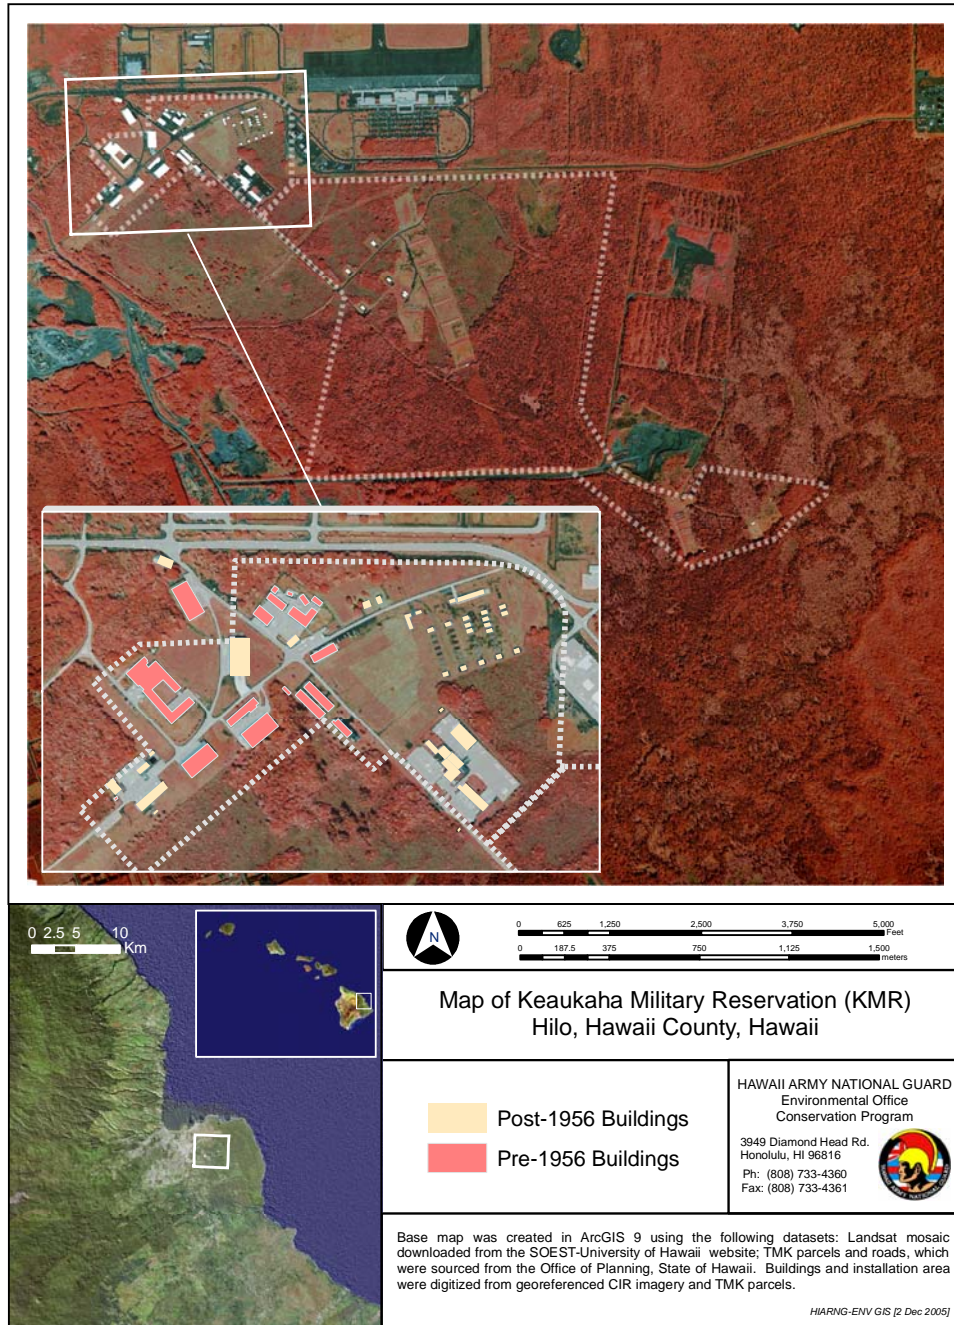 0 2.5 5 10
Km
N
0 625 1,250 2,500 3,750 5,000
Feet
0 187.5 375 750 1,125 1,500
meters
Map of Keaukaha Military Reservation (KMR)
Hilo, Hawaii County, Hawaii
Post-1956 Buildings
Pre-1956 Buildings
HAWAII ARMY NATIONAL GUARD
Environmental Office
Conservation Program
3949 Diamond Head Rd.
Honolulu, HI 96816
Ph: (808) 733-4360
Fax: (808) 733-4361
HAWAII ARMY NATIONAL GUARD
Base map was created in ArcGIS 9 using the following datasets: Landsat mosaic
downloaded from the SOEST-University of Hawaii website; TMK parcels and roads, which
were sourced from the Office of Planning, State of Hawaii. Buildings and installation area
were digitized from georeferenced CIR imagery and TMK parcels.
HIARNG-ENV GIS [2 Dec 2005]